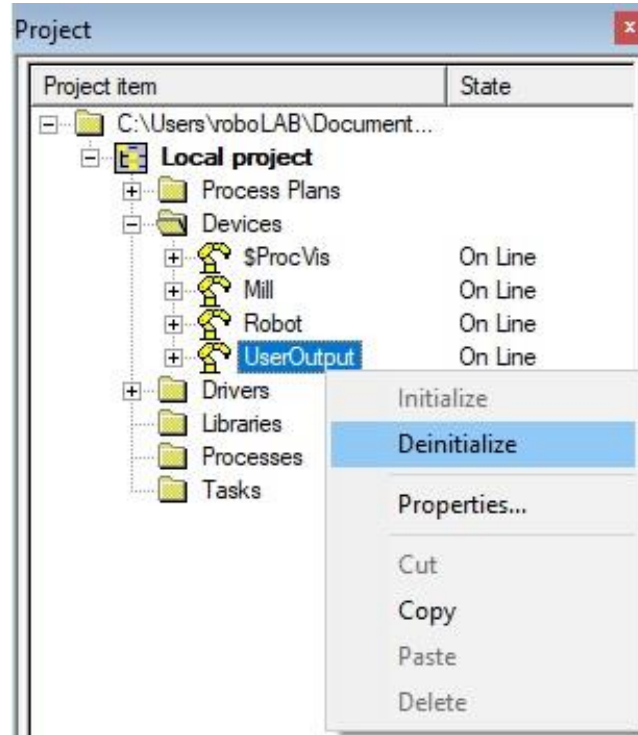 Project
Project item State
C:\Users\roboLAB\Document...
Local project
Process Plans
Devices
$ProcVis On Line
Mill On Line
Robot On Line
UserOutput On Line
Drivers
Libraries
Processes
Tasks
Initialize
Deinitialize
Properties...
Cut
Copy
Paste
Delete